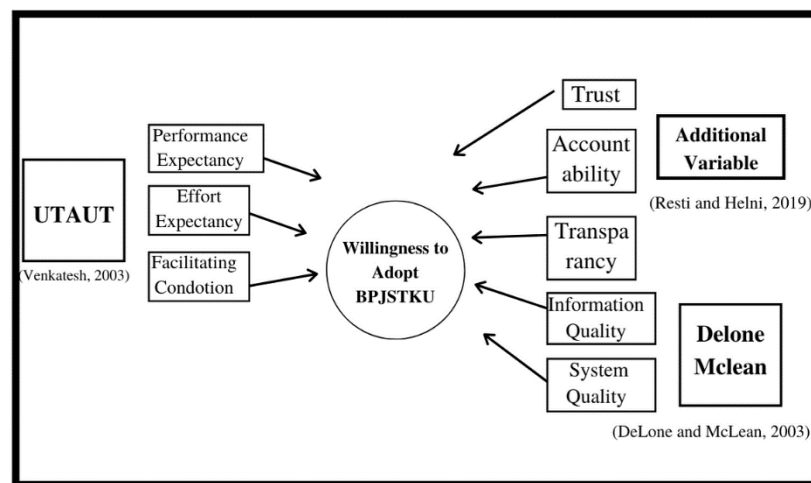 UTAUT
(Venkatesh, 2003)
Performance
Expectancy
Effort
Expectancy
Facilitating
Condotion
Willingness to
Adopt
BPJSTKU
Trust
Account
ability
Transpa
rancy
Information
Quality
System
Quality
Additional
Variable
(Resti and Helni, 2019)
Delone
Mclean
(DeLone and McLean, 2003)